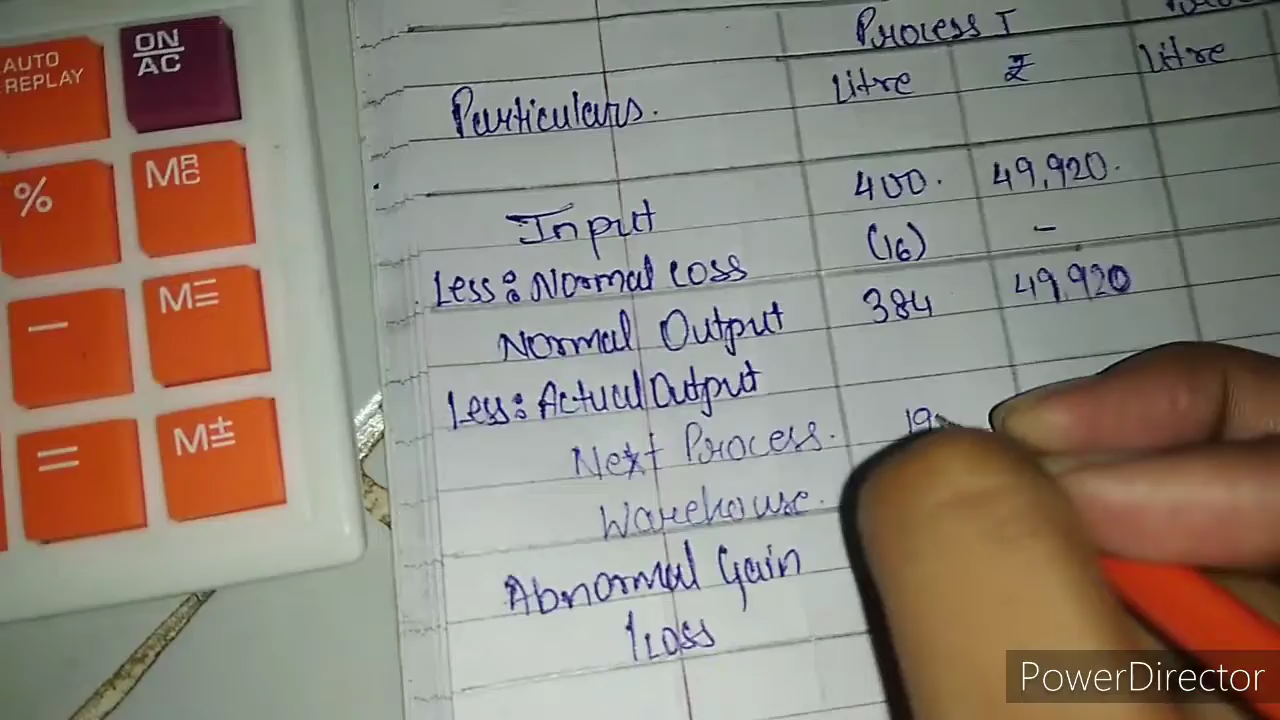 AUTO
REPLAY
ON
AC
%
MRC
M=
=
M±
Process I
Particulars.
Litre ₹ Litre
Input 400. 49,920.
Less: Normal Loss (16) -
Normal Output 384 49,920
Less: Actual Output
Next Process. 19
Warehouse.
Abnormal Gain
/Loss
PowerDirector